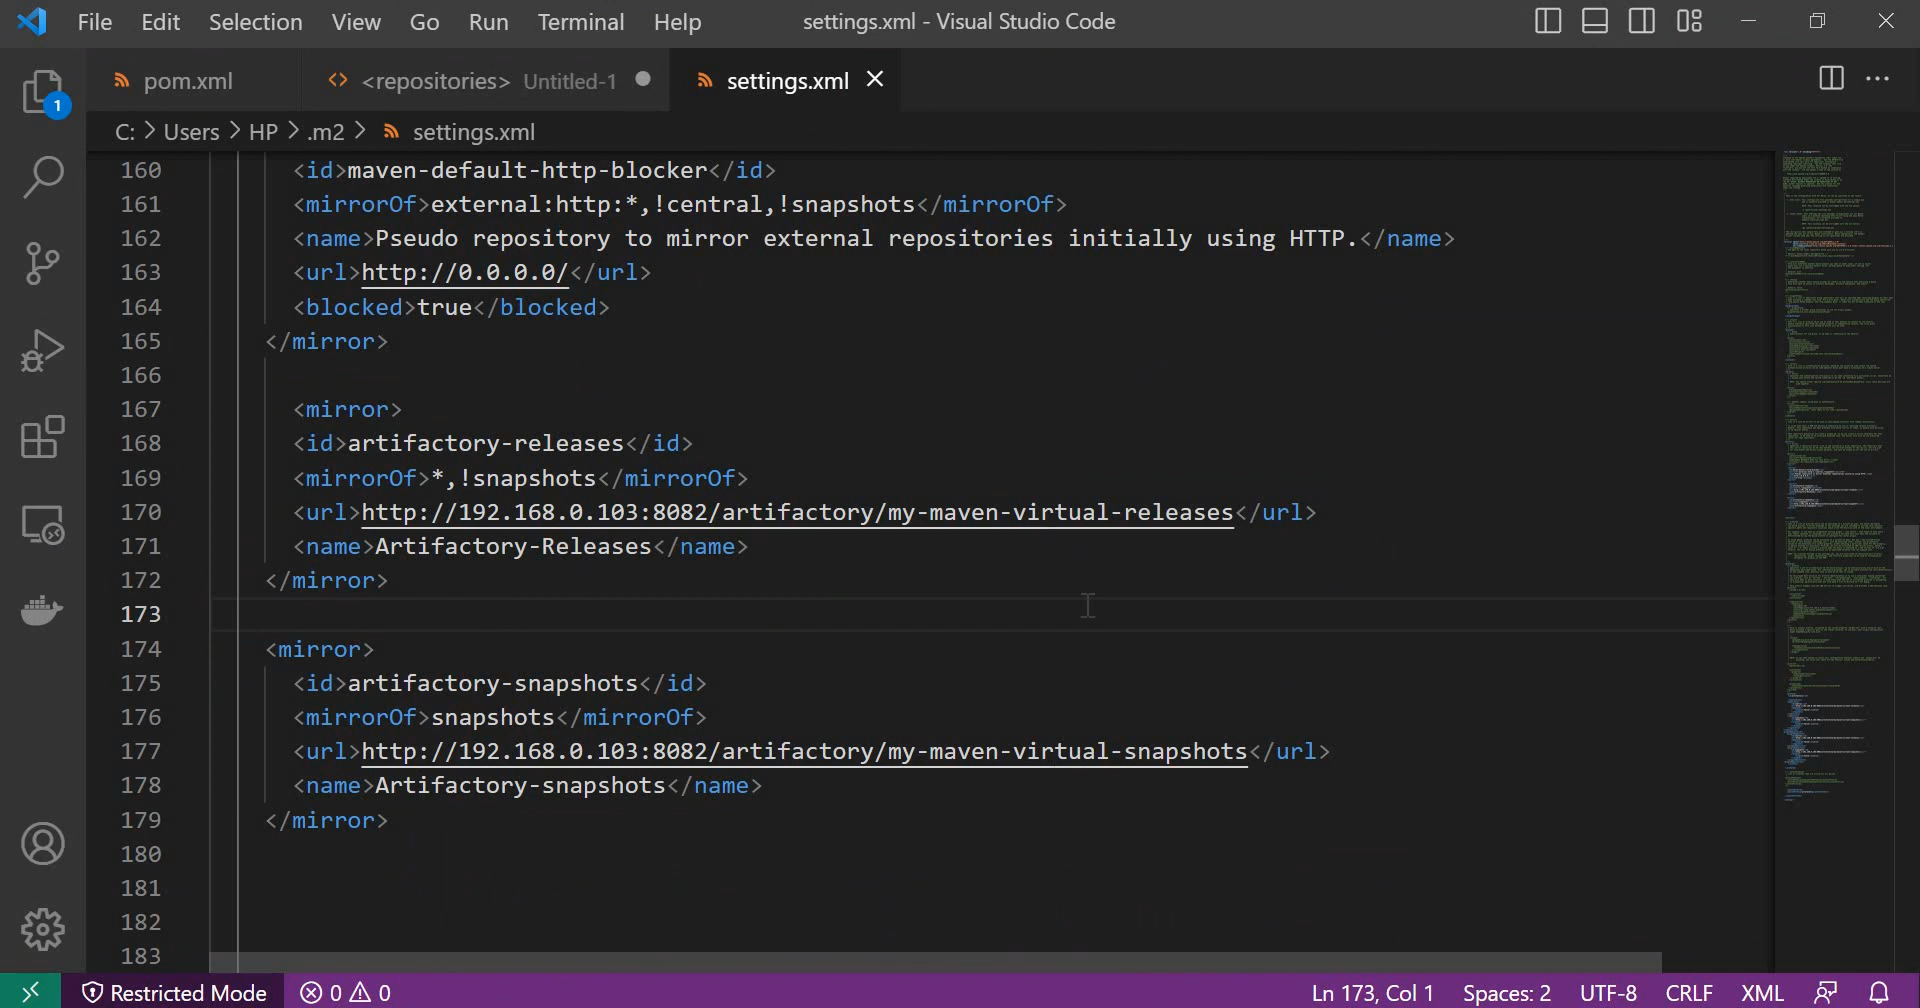 File Edit Selection View Go Run Terminal Help settings.xml - Visual Studio Code
pom.xml <repositories> Untitled-1 settings.xml
C: > Users > HP > .m2 > settings.xml
1
160 <id>maven-default-http-blocker</id>
161 <mirrorOf>external:http:*,!central,!snapshots</mirrorOf>
162 <name>Pseudo repository to mirror external repositories initially using HTTP.</name>
163 <url>http://0.0.0.0/</url>
164 <blocked>true</blocked>
165 </mirror>
166
167 <mirror>
168 <id>artifactory-releases</id>
169 <mirrorOf>*,!snapshots</mirrorOf>
170 <url>http://192.168.0.103:8082/artifactory/my-maven-virtual-releases</url>
171 <name>Artifactory-Releases</name>
172 </mirror>
173
174 <mirror>
175 <id>artifactory-snapshots</id>
176 <mirrorOf>snapshots</mirrorOf>
177 <url>http://192.168.0.103:8082/artifactory/my-maven-virtual-snapshots</url>
178 <name>Artifactory-snapshots</name>
179 </mirror>
180
181
182
183
Restricted Mode 0 0 Ln 173, Col 1 Spaces: 2 UTF-8 CRLF XML